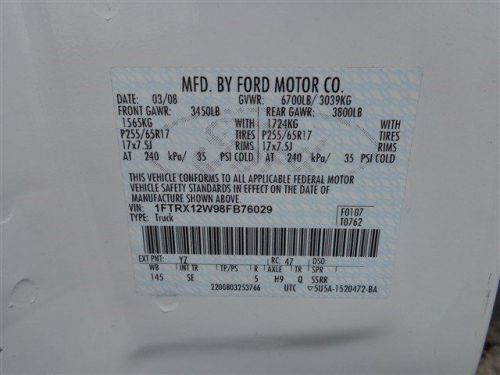 MFD. BY FORD MOTOR CO.
DATE: 03/08 GVWR: 6700LB/ 3039KG
FRONT GAWR: 3450LB REAR GAWR: 3800LB
1565KG WITH 1724KG WITH
P255/65R17 TIRES P255/65R17 TIRES
17x7.5J RIMS 17x7.5J RIMS
AT 240 kPa/ 35 PSI COLD AT 240 kPa/ 35 PSI COLD
THIS VEHICLE CONFORMS TO ALL APPLICABLE FEDERAL MOTOR
VEHICLE SAFETY STANDARDS IN EFFECT ON THE DATE OF
MANUFACTURE SHOWN ABOVE.
VIN: 1FTRX12W98FB76029 F0107
TYPE: Truck T0762
EXT PNT: YZ RC: 47 DSO:
WB INT TR TP/PS R AXLE TR SPR
145 SE 5 H9 Q SSRR
2200803253766 UTC ▽5U5A-1520472-BA